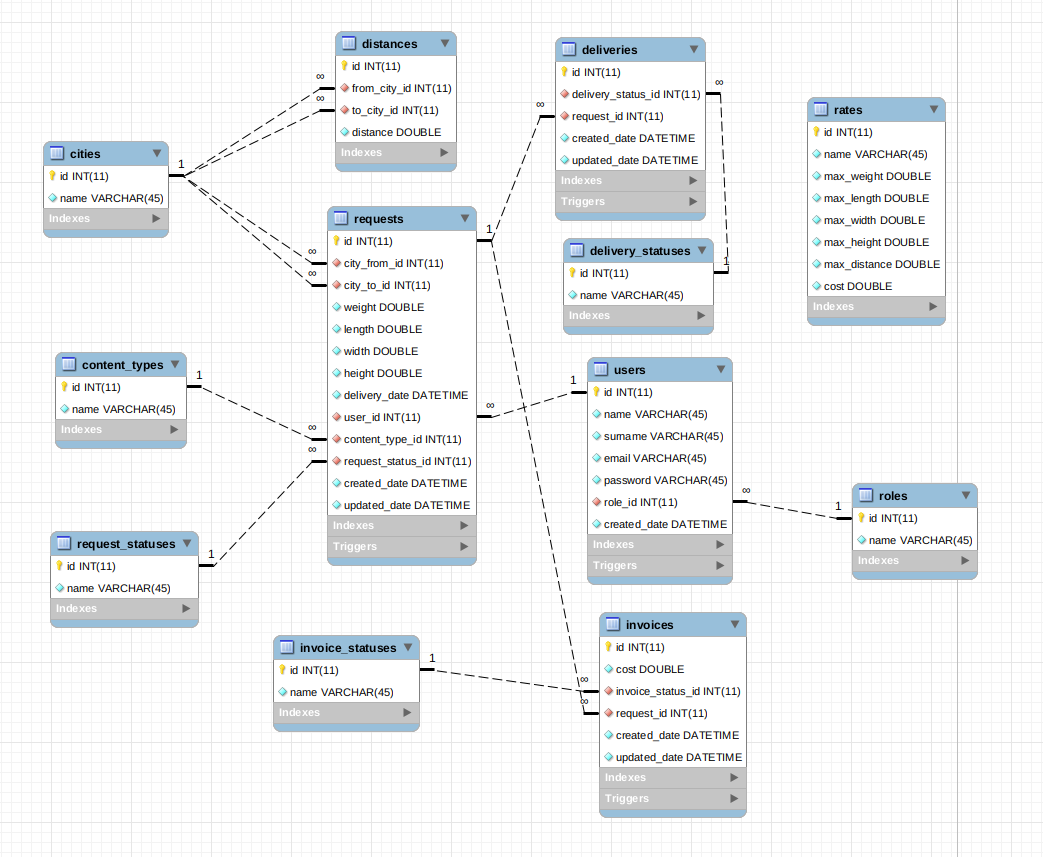 distances
id INT(11)
from_city_id INT(11)
to_city_id INT(11)
distance DOUBLE
Indexes
deliveries
id INT(11)
delivery_status_id INT(11)
request_id INT(11)
created_date DATETIME
updated_date DATETIME
Indexes
Triggers
rates
id INT(11)
name VARCHAR(45)
max_weight DOUBLE
max_length DOUBLE
max_width DOUBLE
max_height DOUBLE
max_distance DOUBLE
cost DOUBLE
Indexes
cities
id INT(11)
name VARCHAR(45)
Indexes
requests
id INT(11)
city_from_id INT(11)
city_to_id INT(11)
weight DOUBLE
length DOUBLE
width DOUBLE
height DOUBLE
delivery_date DATETIME
user_id INT(11)
content_type_id INT(11)
request_status_id INT(11)
created_date DATETIME
updated_date DATETIME
Indexes
Triggers
delivery_statuses
id INT(11)
name VARCHAR(45)
Indexes
content_types
id INT(11)
name VARCHAR(45)
Indexes
users
id INT(11)
name VARCHAR(45)
surname VARCHAR(45)
email VARCHAR(45)
password VARCHAR(45)
role_id INT(11)
created_date DATETIME
Indexes
Triggers
roles
id INT(11)
name VARCHAR(45)
Indexes
request_statuses
id INT(11)
name VARCHAR(45)
Indexes
invoice_statuses
id INT(11)
name VARCHAR(45)
Indexes
invoices
id INT(11)
cost DOUBLE
invoice_status_id INT(11)
request_id INT(11)
created_date DATETIME
updated_date DATETIME
Indexes
Triggers
∞
∞
1
∞
∞
∞
1
∞
1
1
∞
∞
1
∞
1
∞
1
1
∞
∞